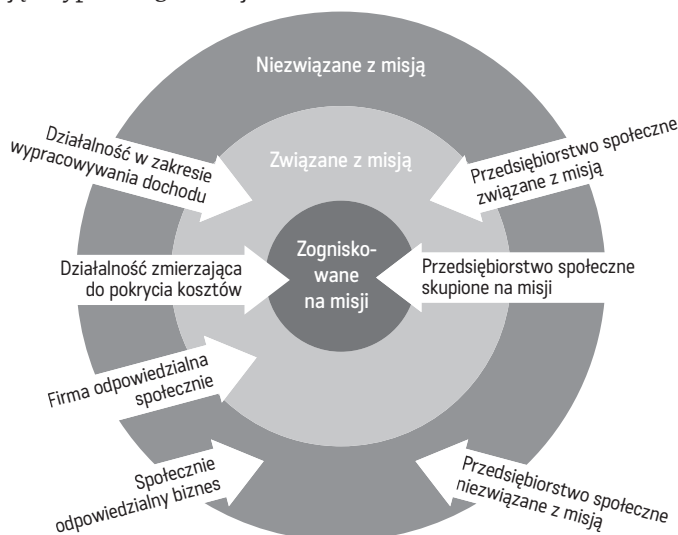 Niezwiązane z misją
Działalność w zakresie
wypracowywania dochodu
Związane z misją
Przedsiębiorstwo społeczne
związane z misją
Działalność zmierzająca
do pokrycia kosztów
Zognisko-
wane
na misji
Przedsiębiorstwo społeczne
skupione na misji
Firma odpowiedzialna
społecznie
Społecznie
odpowiedzialny biznes
Przedsiębiorstwo społeczne
niezwiązane z misją